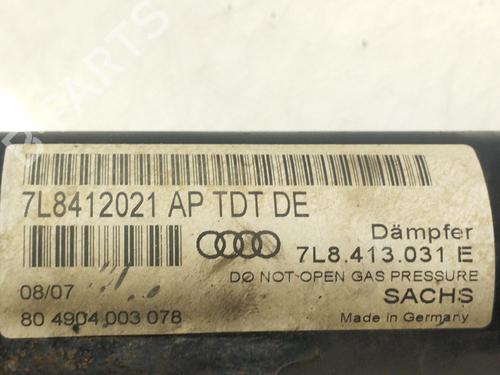 7L8412021 AP TDT DE
Dämpfer
7L8.413.031 E
DO NOT OPEN GAS PRESSURE
08/07
SACHS
80 4904 003 078
Made in Germany